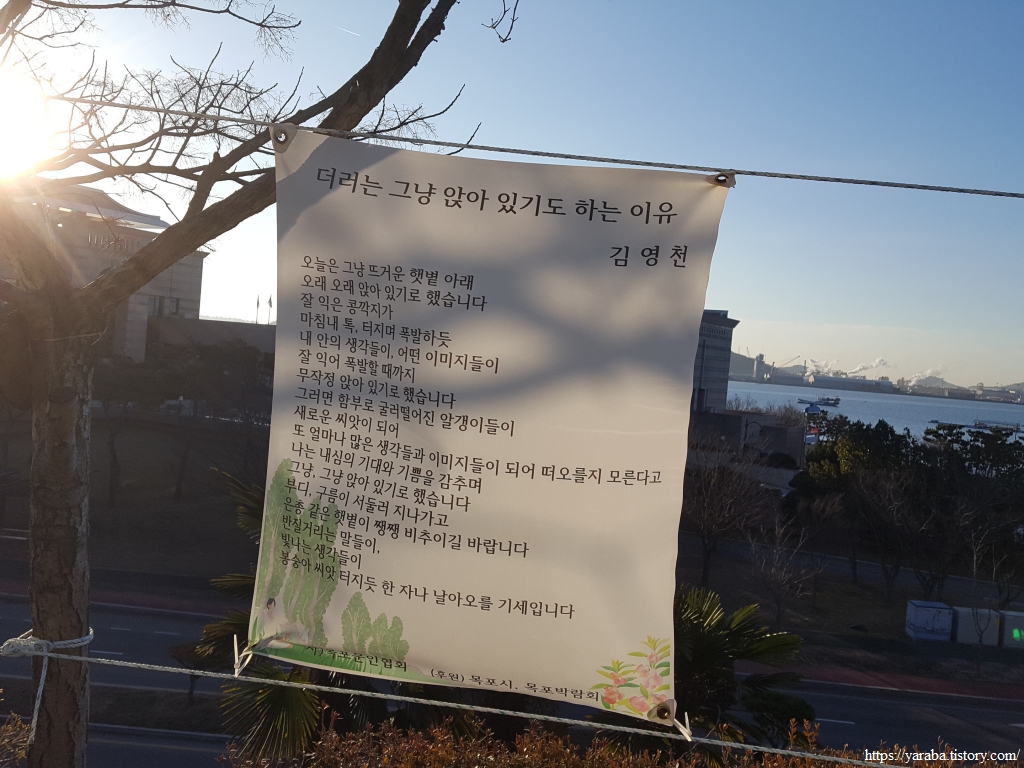 더러는 그냥 앉아 있기도 하는 이유
김 영 천
오늘은 그냥 뜨거운 햇볕 아래
오래 오래 앉아 있기로 했습니다
잘 익은 콩깍지가
마침내 톡, 터지며 폭발하듯
내 안의 생각들이, 어떤 이미지들이
잘 익어 폭발할 때까지
무작정 앉아 있기로 했습니다
그러면 함부로 굴러떨어진 알갱이들이
새로운 씨앗이 되어
또 얼마나 많은 생각들과 이미지들이 되어 떠오를지 모른다고
나는 내심의 기대와 기쁨을 감추며
그냥, 그냥 앉아 있기로 했습니다
부디, 구름이 서둘러 지나가고
은총 같은 햇볕이 쨍쨍 비추이길 바랍니다
반질거리는 말들이,
빛나는 생각들이
봉숭아 씨앗 터지듯 한 자나 날아오를 기세입니다
(후원) 목포시, 목포박람회
https://yaraba.tistory.com/